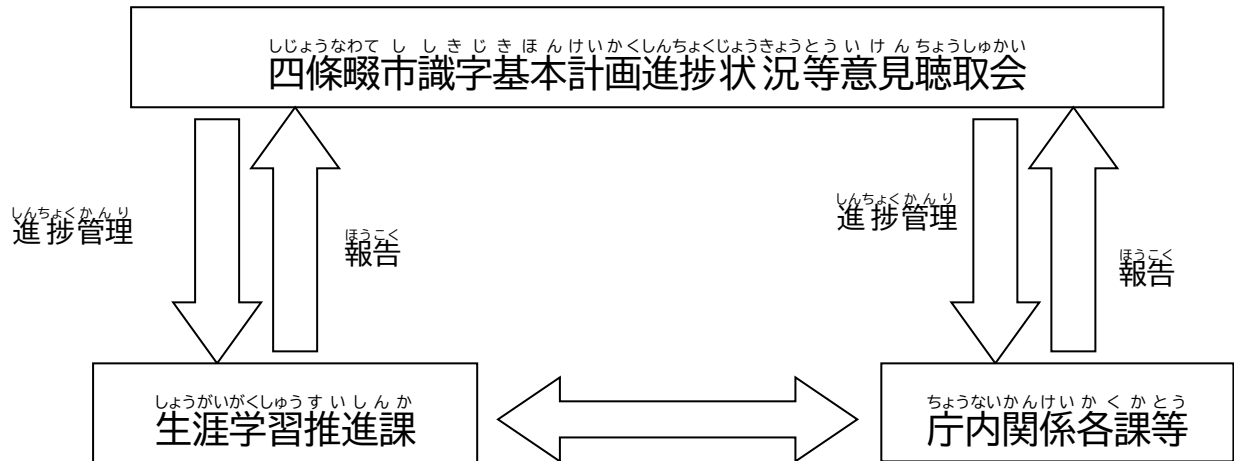 しじょうなわてししきじきほんけいかくしんちょくじょうきょうとういけんちょうしゅかい
四條畷市識字基本計画進捗状況等意見聴取会
しんちょくかんり
進捗管理
ほうこく
報告
しんちょくかんり
進捗管理
ほうこく
報告
しょうがいがくしゅうすいしんか
生涯学習推進課
ちょうないかんけいかくかとう
庁内関係各課等